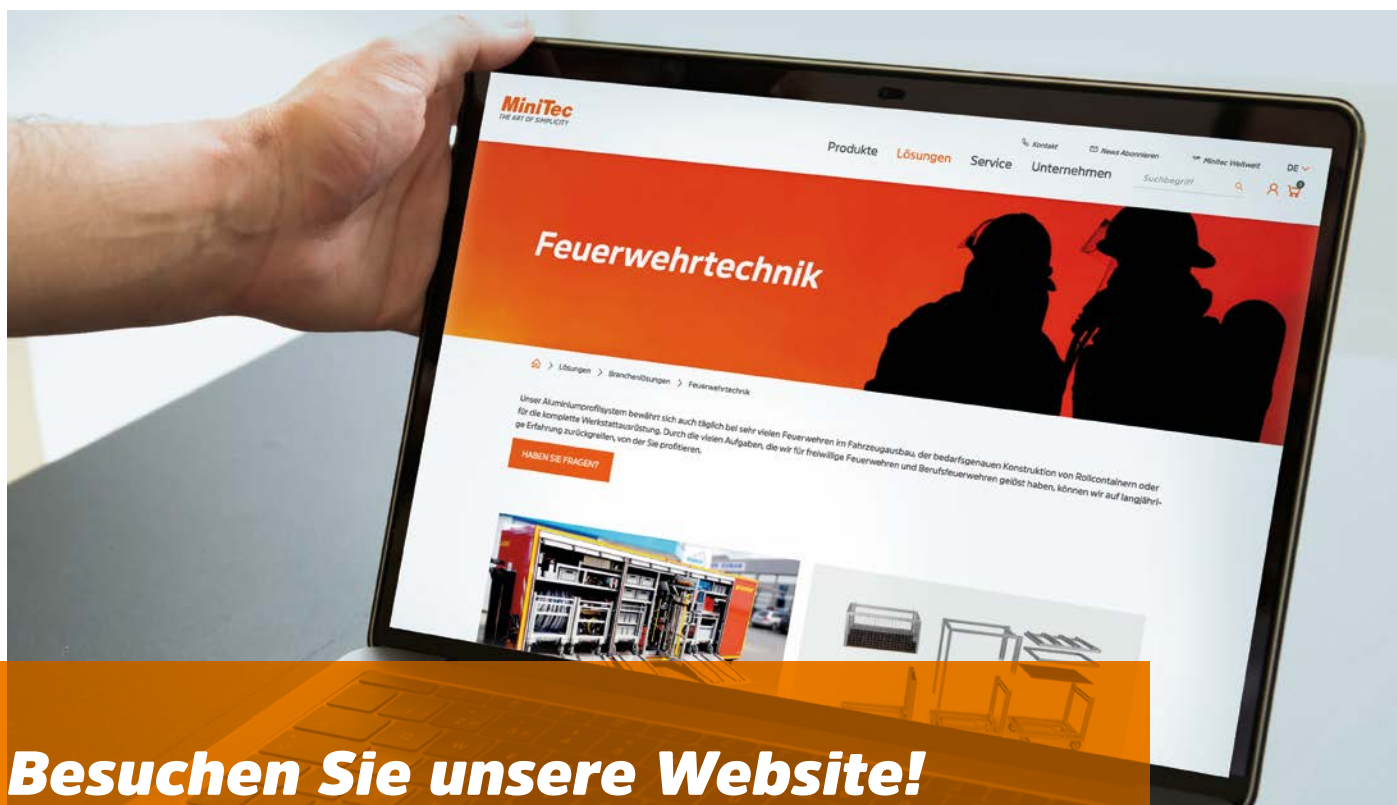 MiniTec
THE ART OF SIMPLICITY
Kontakt
News Abonnieren
Minitec Weltweit
DE
Produkte
Lösungen
Service
Unternehmen
Suchbegriff
0
Feuerwehrtechnik
> Lösungen > Branchenlösungen > Feuerwehrtechnik
Unser Aluminiumprofilsystem bewährt sich auch täglich bei sehr vielen Feuerwehren im Fahrzeugausbau, der bedarfsgenauen Konstruktion von Rollcontainern oder
für die komplette Werkstattausrüstung. Durch die vielen Aufgaben, die wir für freiwillige Feuerwehren und Berufsfeuerwehren gelöst haben, können wir auf langjähri-
ge Erfahrung zurückgreifen, von der Sie profitieren.
HABEN SIE FRAGEN?
Besuchen Sie unsere Website!